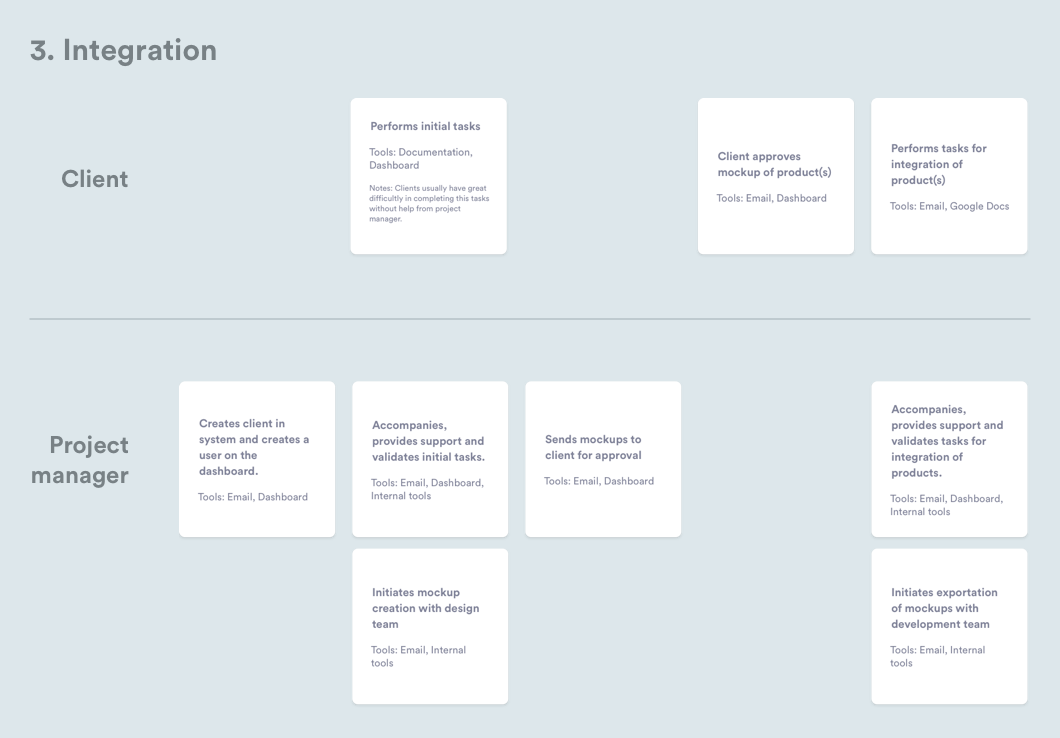 3. Integration
Client
Performs initial tasks
Tools: Documentation,
Dashboard
Notes: Clients usually have great
difficultly in completing this tasks
without help from project
manager.
Client approves
mockup of product(s)
Tools: Email, Dashboard
Performs tasks for
integration of
product(s)
Tools: Email, Google Docs
Project
manager
Creates client in
system and creates a
user on the
dashboard.
Tools: Email, Dashboard
Accompanies,
provides support and
validates initial tasks.
Tools: Email, Dashboard,
Internal tools
Sends mockups to
client for approval
Tools: Email, Dashboard
Accompanies,
provides support and
validates tasks for
integration of
products.
Tools: Email, Dashboard,
Internal tools
Initiates mockup
creation with design
team
Tools: Email, Internal
tools
Initiates exportation
of mockups with
development team
Tools: Email, Internal
tools